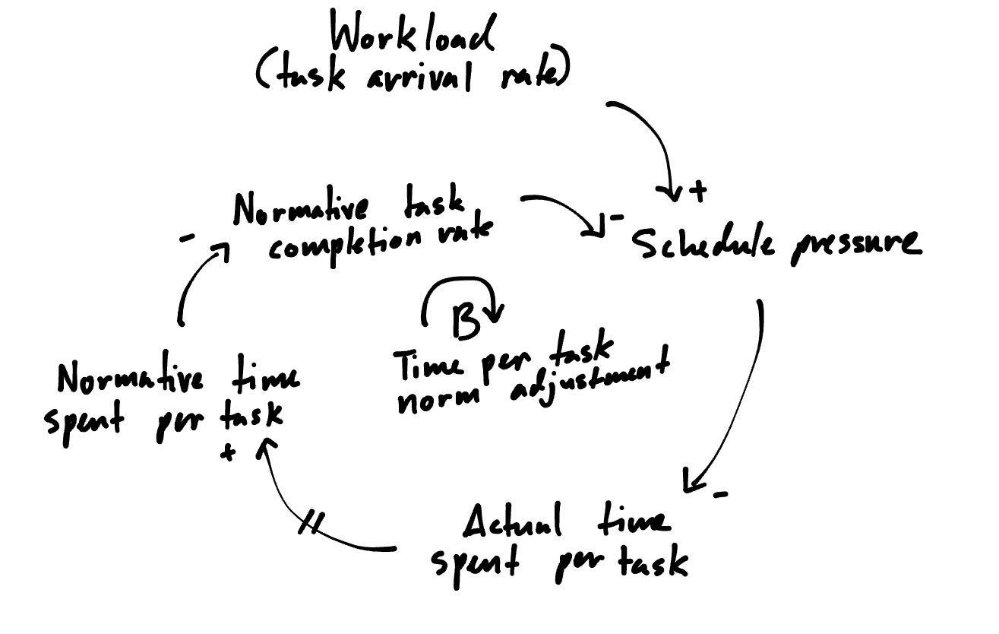 Workload
(task arrival rate)
+
Normative task
completion rate
-
-
Schedule pressure
B
Time per task
norm adjustment
Normative time
spent per task
+
-
Actual time
spent per task